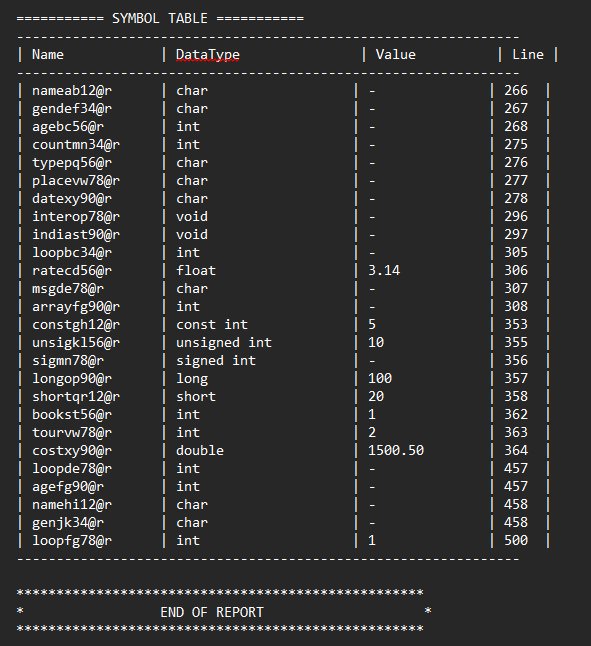 =========== SYMBOL TABLE ===========
---------------------------------------------------------------
| Name | DataType | Value | Line |
---------------------------------------------------------------
| nameab12@r | char | - | 266 |
| gendef34@r | char | - | 267 |
| agebc56@r | int | - | 268 |
| countmn34@r | int | - | 275 |
| typepq56@r | char | - | 276 |
| placevw78@r | char | - | 277 |
| datexy90@r | char | - | 278 |
| interop78@r | void | - | 296 |
| indiast90@r | void | - | 297 |
| loopbc34@r | int | - | 305 |
| ratecd56@r | float | 3.14 | 306 |
| msgde78@r | char | - | 307 |
| arrayfg90@r | int | - | 308 |
| constgh12@r | const int | 5 | 353 |
| unsigkl56@r | unsigned int | 10 | 355 |
| sigmn78@r | signed int | - | 356 |
| longop90@r | long | 100 | 357 |
| shortqr12@r | short | 20 | 358 |
| bookst56@r | int | 1 | 362 |
| tourvw78@r | int | 2 | 363 |
| costxy90@r | double | 1500.50 | 364 |
| loopde78@r | int | - | 457 |
| agefg90@r | int | - | 457 |
| namehi12@r | char | - | 458 |
| genjk34@r | char | - | 458 |
| loopfg78@r | int | 1 | 500 |
---------------------------------------------------------------
***************************************************
* END OF REPORT *
***************************************************